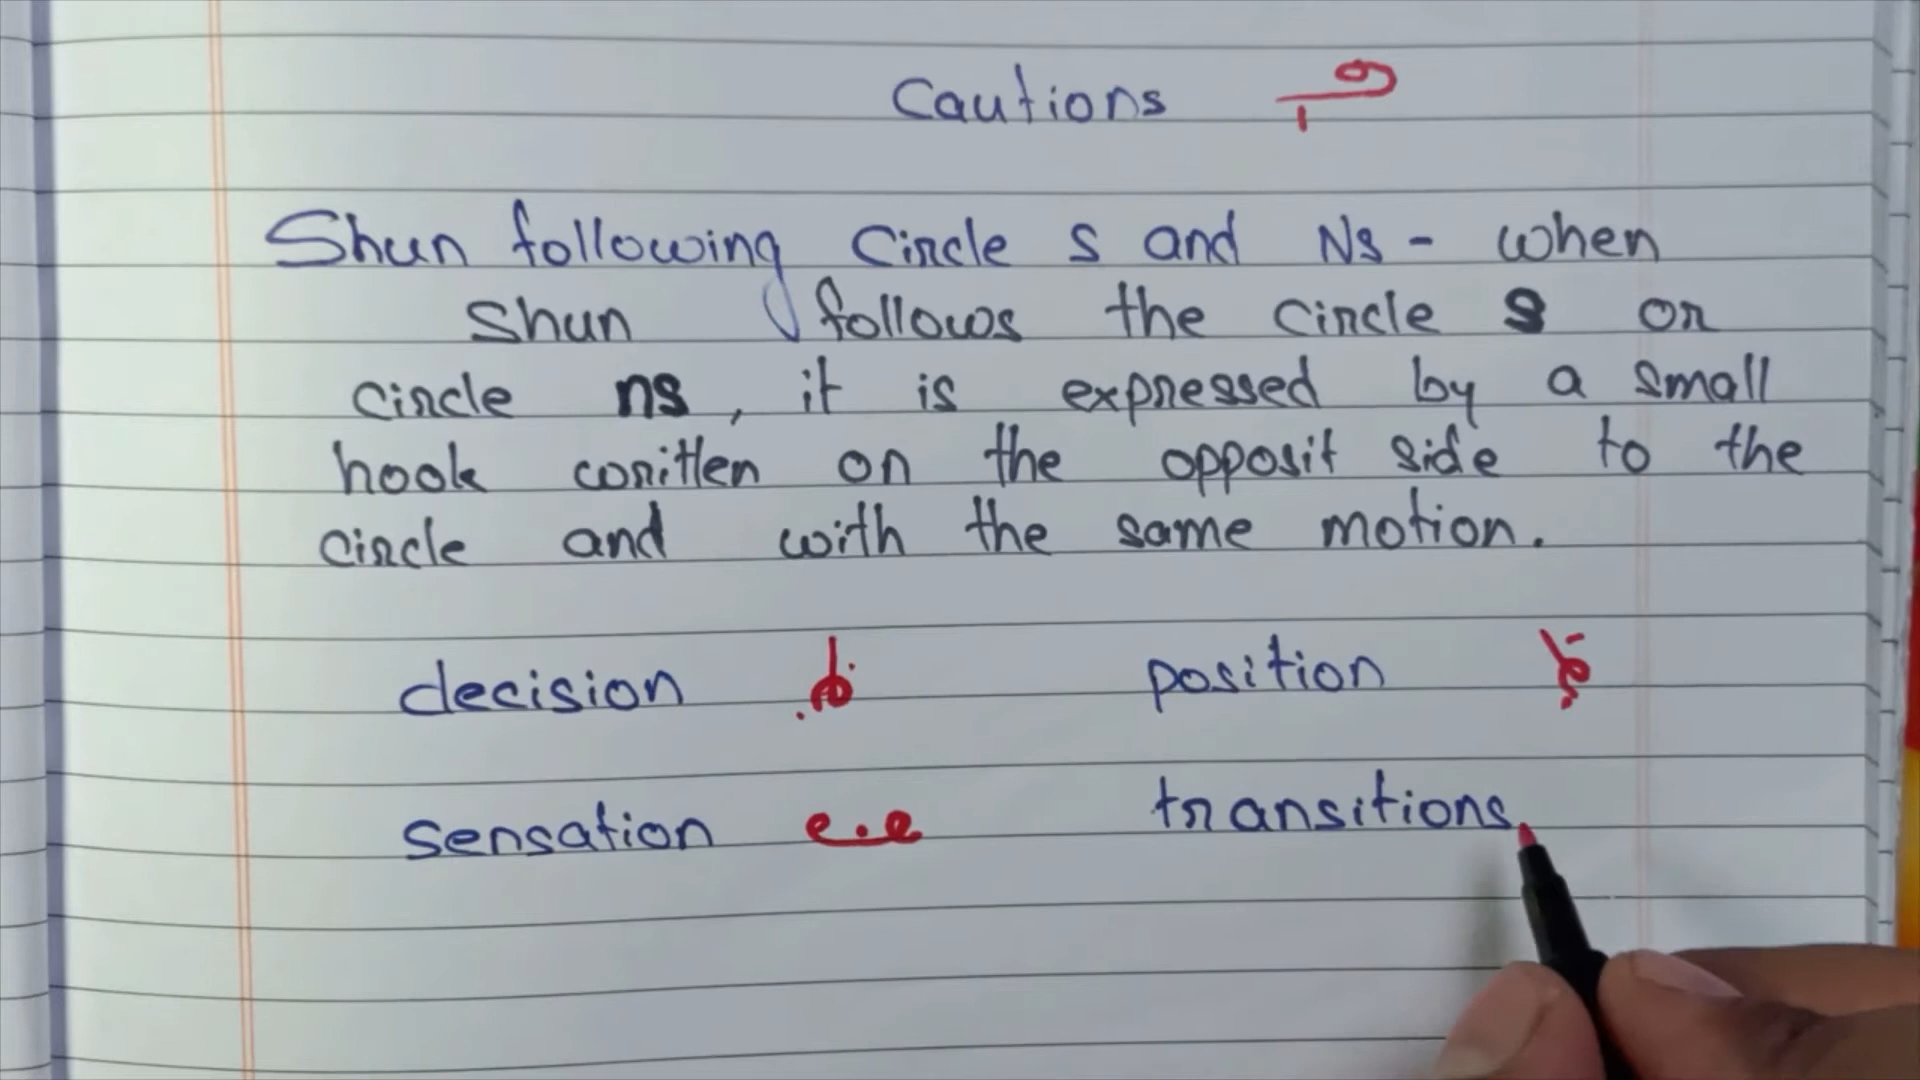 Cautions
Shun following Circle s and Ns - when
Shun follows the circle s or
circle ns, it is expressed by a small
hook written on the opposit side to the
circle and with the same motion.
decision position
sensation transitions